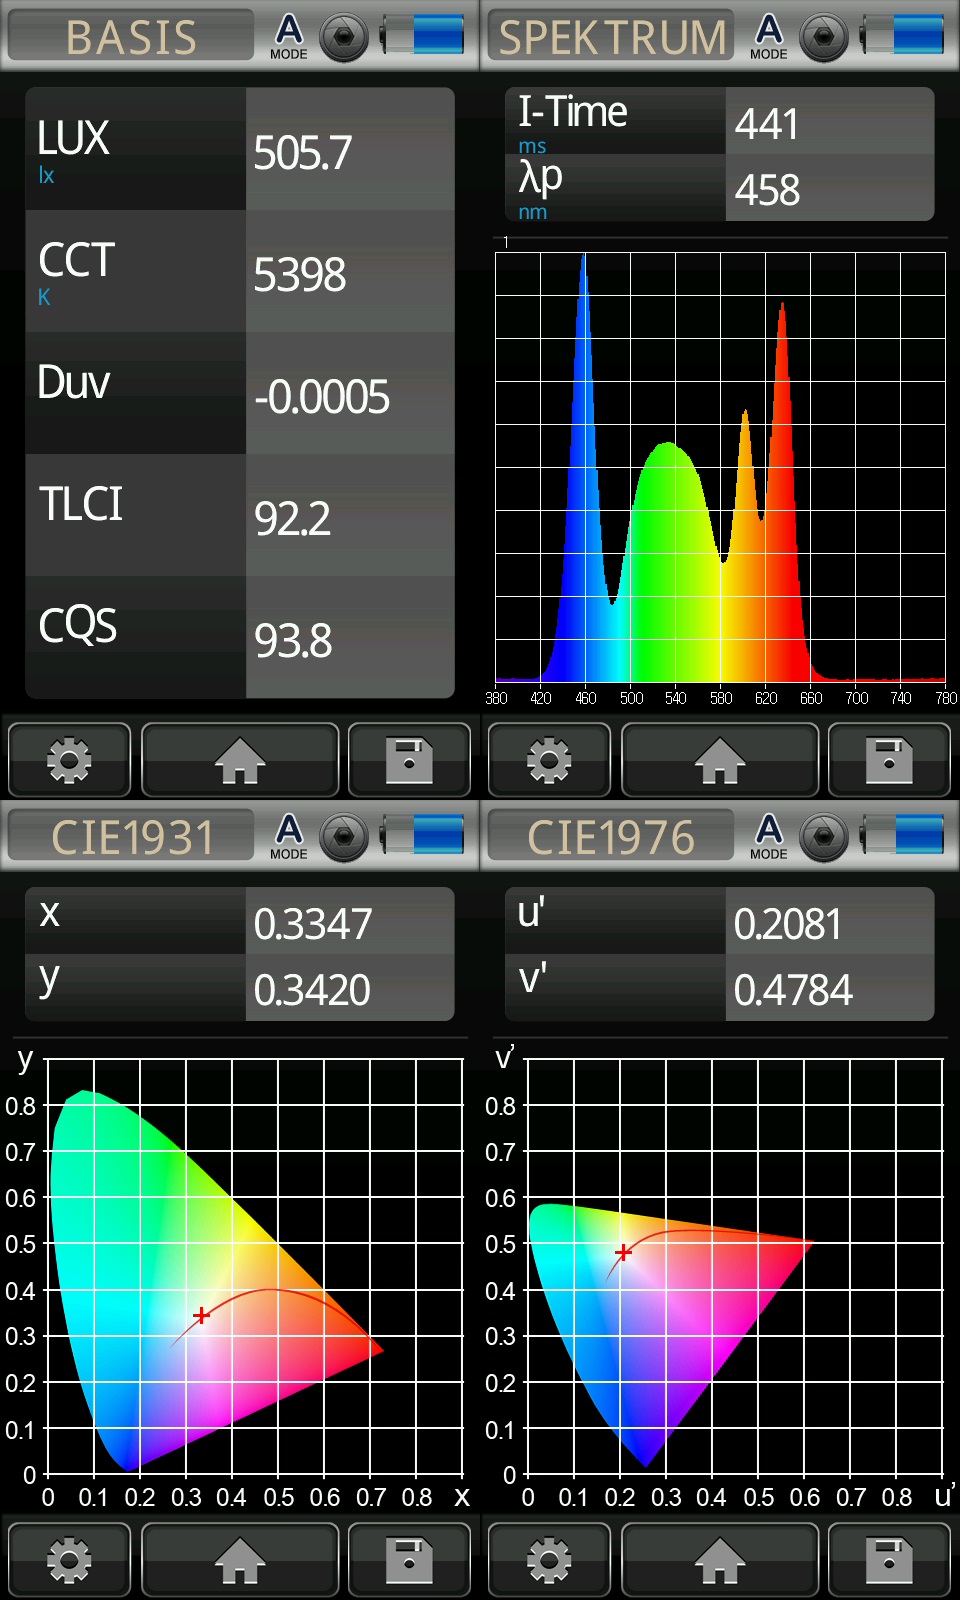 BASIS
A
MODE
LUX
lx
505.7
CCT
K
5398
Duv
-0.0005
TLCI
92.2
CQS
93.8
SPEKTRUM
A
MODE
I-Time
ms
441
λp
nm
458
1
380 420 460 500 540 580 620 660 700 740 780
CIE1931
A
MODE
x
0.3347
y
0.3420
y
0.8
0.7
0.6
0.5
0.4
0.3
0.2
0.1
0
0 0.1 0.2 0.3 0.4 0.5 0.6 0.7 0.8 x
CIE1976
A
MODE
u'
0.2081
v'
0.4784
v'
0.8
0.7
0.6
0.5
0.4
0.3
0.2
0.1
0
0 0.1 0.2 0.3 0.4 0.5 0.6 0.7 0.8 u'